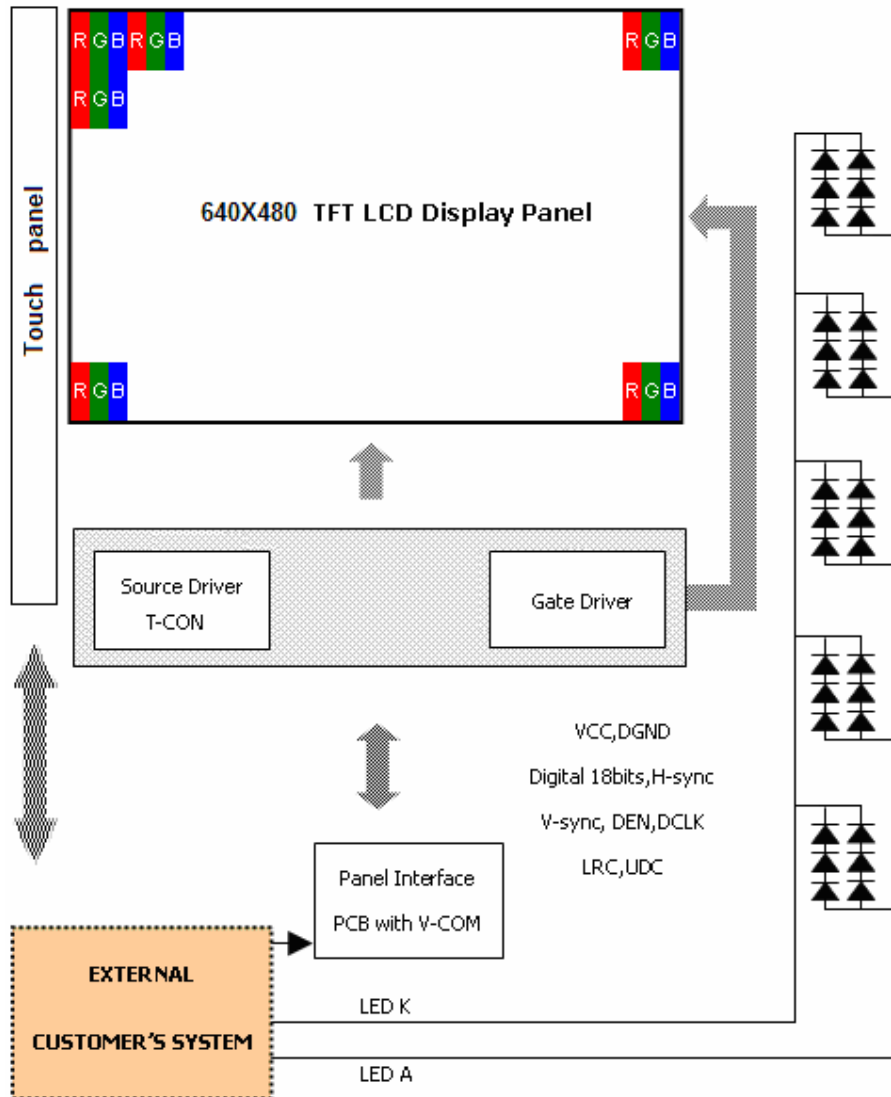 RGBRGB
RGB
RGB
Touch panel
640X480 TFT LCD Display Panel
RGB
RGB
Source Driver
T-CON
Gate Driver
VCC,DGND
Digital 18bits,H-sync
V-sync, DEN,DCLK
LRC,UDC
Panel Interface
PCB with V-COM
EXTERNAL
CUSTOMER'S SYSTEM
LED K
LED A